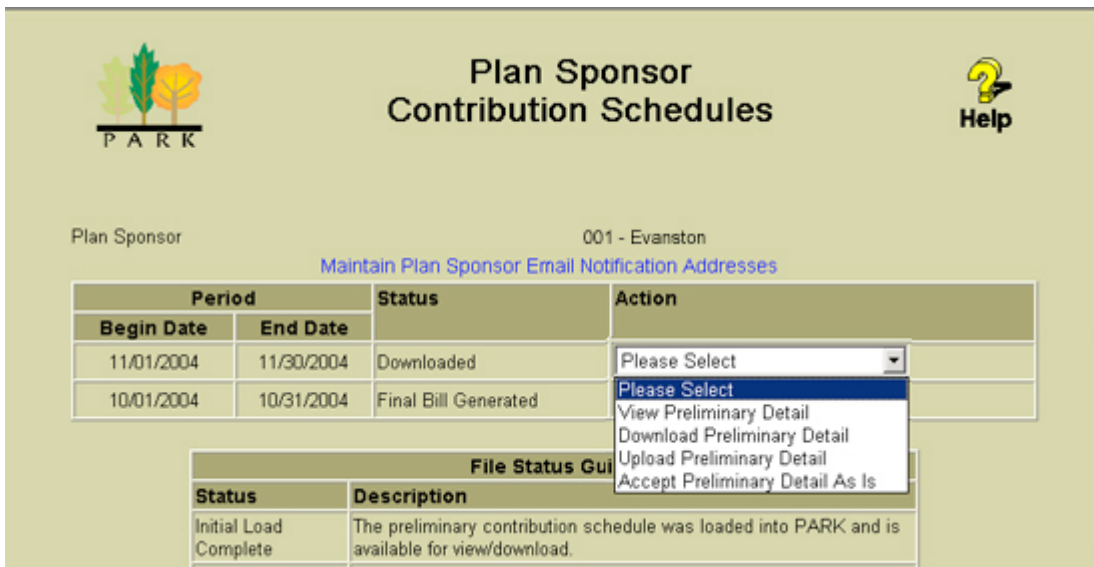 PARK
Plan Sponsor
Contribution Schedules
Help
Plan Sponsor 001 - Evanston
Maintain Plan Sponsor Email Notification Addresses
Period Status Action
Begin Date End Date
11/01/2004 11/30/2004 Downloaded Please Select
10/01/2004 10/31/2004 Final Bill Generated
Please Select
View Preliminary Detail
Download Preliminary Detail
Upload Preliminary Detail
Accept Preliminary Detail As Is
File Status Gui
Status Description
Initial Load Complete The preliminary contribution schedule was loaded into PARK and is
available for view/download.